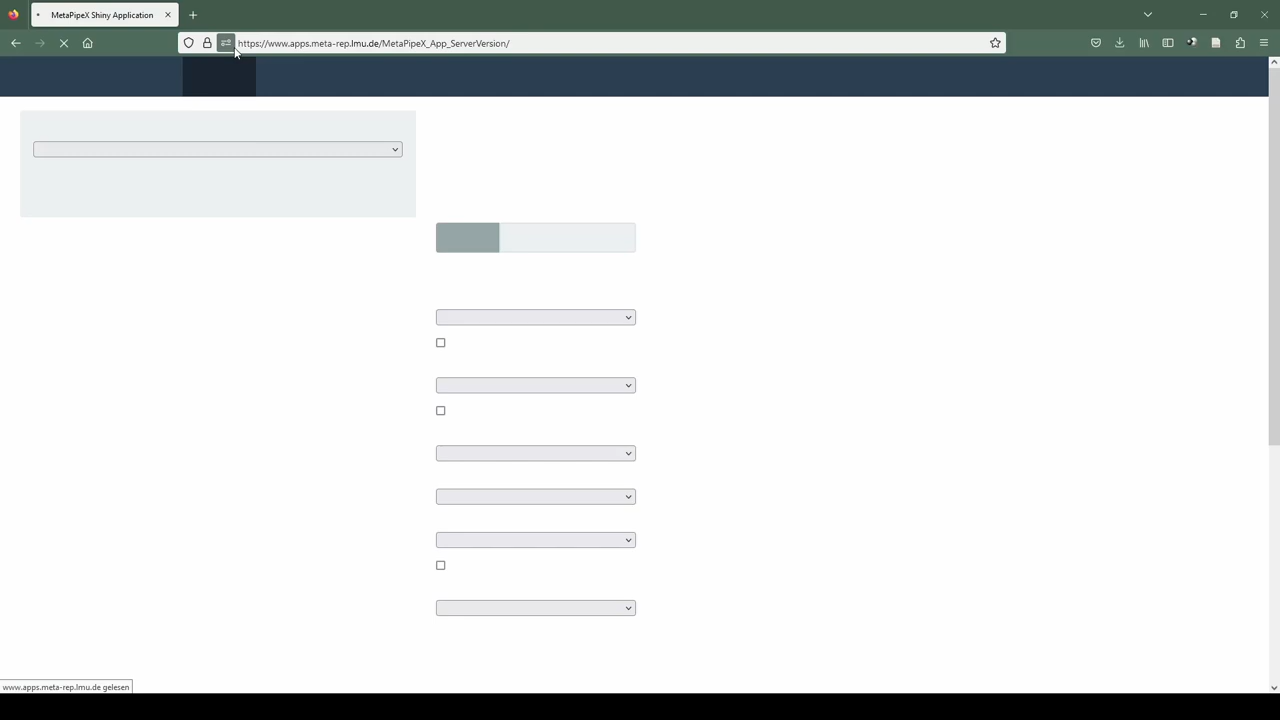 MetaPipeX Shiny Application
https://www.apps.meta-rep.lmu.de/MetaPipeX_App_ServerVersion/
www.apps.meta-rep.lmu.de gelesen